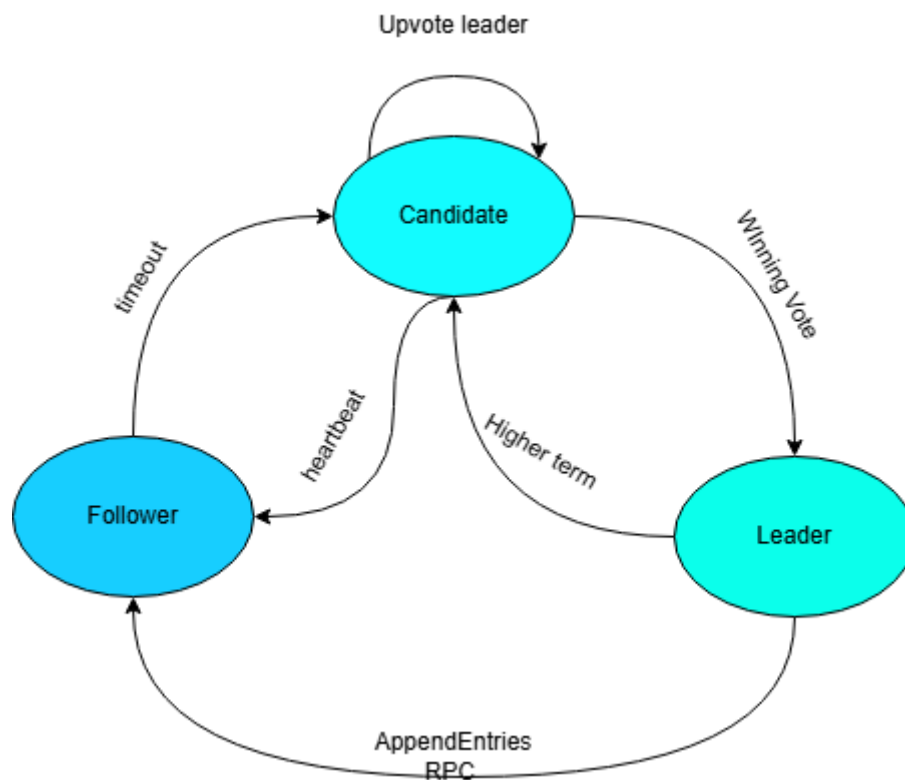 Upvote leader
Candidate
WInning Vote
timeout
heartbeat
Higher term
Follower
Leader
AppendEntries
RPC